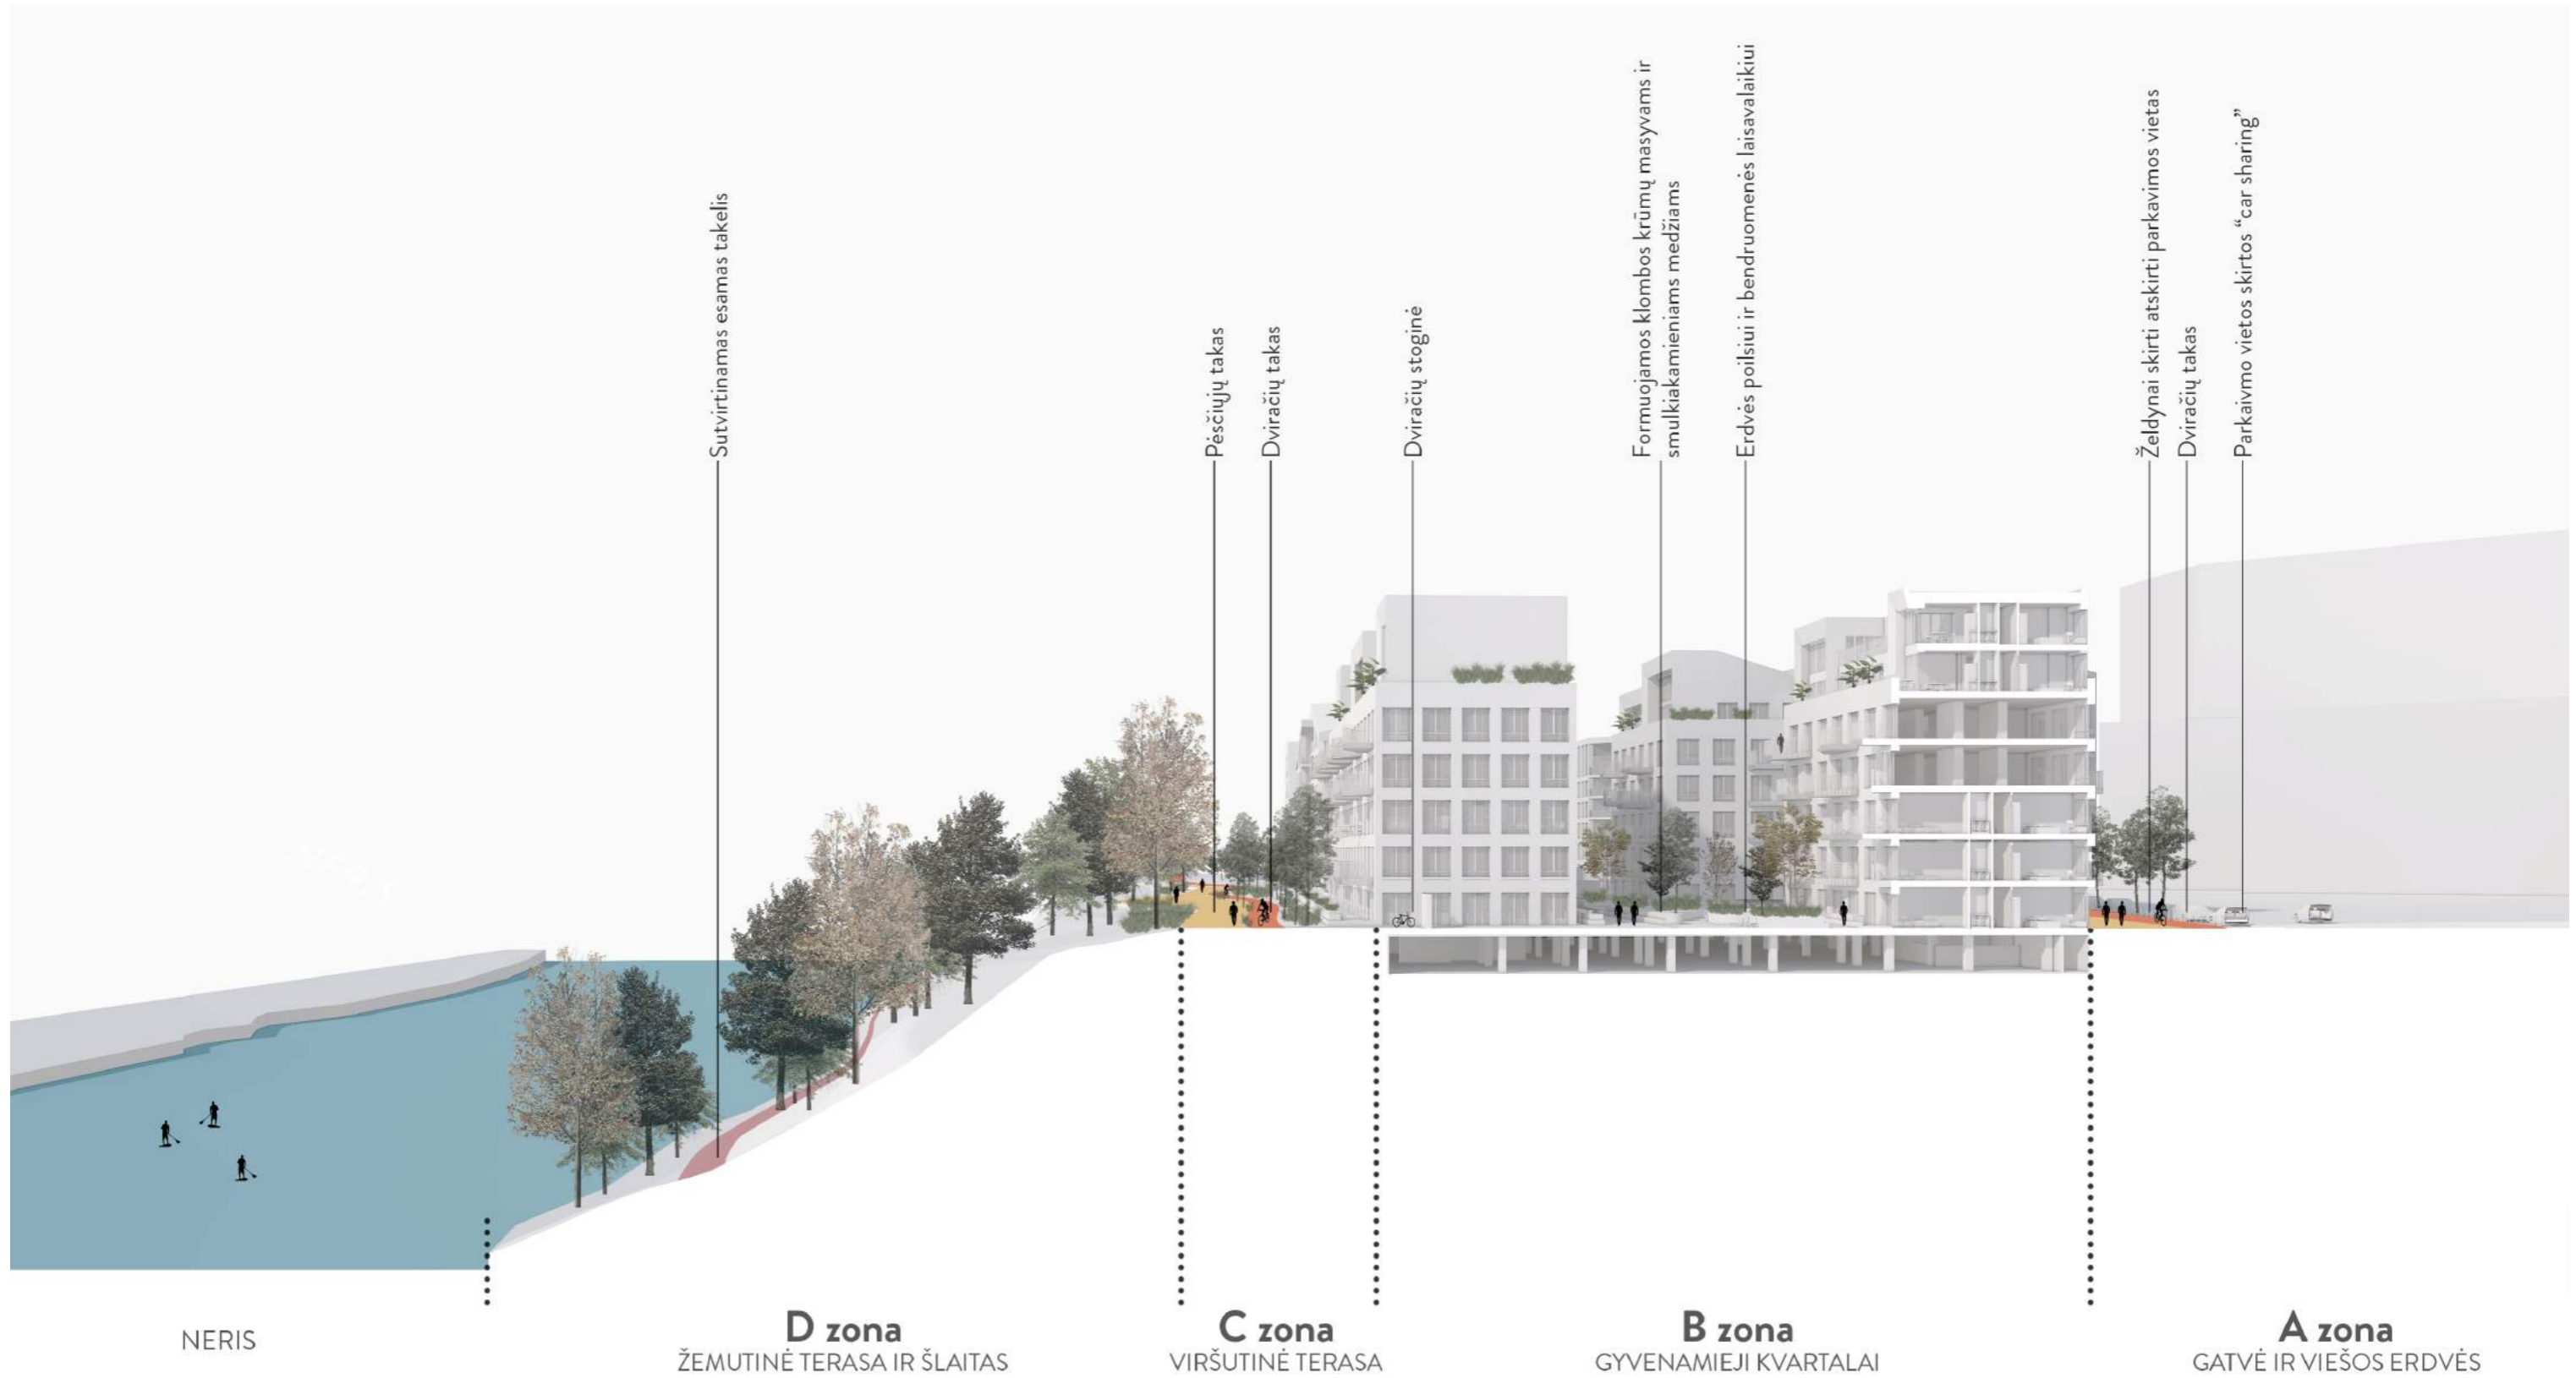 Sutvirtinamas esamas takelis
Pėsčiųjų takas
Dviračių takas
Dviračių stoginė
Formuojamos klombos krūmų masyvams ir
smulkiakamieniams medžiams
Erdvės poilsiui ir bendruomenės laisavalaikiui
Želdynai skirti atskirti parkavimos vietas
Dviračių takas
Parkaivmo vietos skirtos “car sharing”
NERIS
NERIS
D zona
ŽEMUTINĖ TERASA IR ŠLAITAS
C zona
VIRŠUTINĖ TERASA
B zona
GYVENAMIEJI KVARTALAI
A zona
GATVĖ IR VIEŠOS ERDVĖS